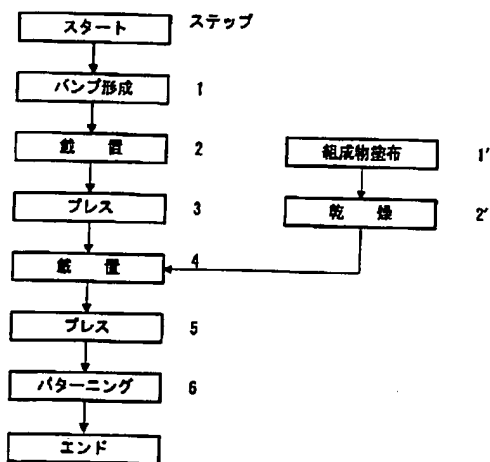 スタート ステップ
バンプ形成 1
載 置 2
組成物塗布 1'
プレス 3
乾 燥 2'
載 置 4
プレス 5
パターニング 6
エンド